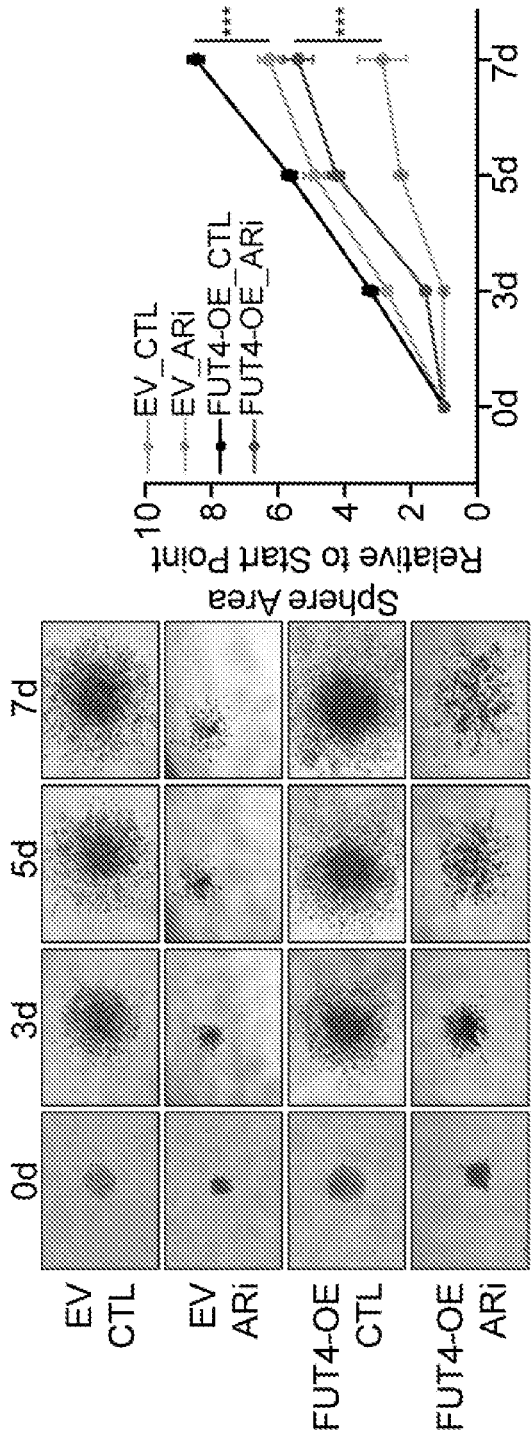 0d 3d 5d 7d
EV
CTL
EV
ARi
FUT4-OE
CTL
FUT4-OE
ARi
Sphere Area
Relative to Start Point
10
8
6
4
2
0
EV_CTL
EV_ARi
FUT4-OE_CTL
FUT4-OE_ARi
***
***
0d 3d 5d 7d